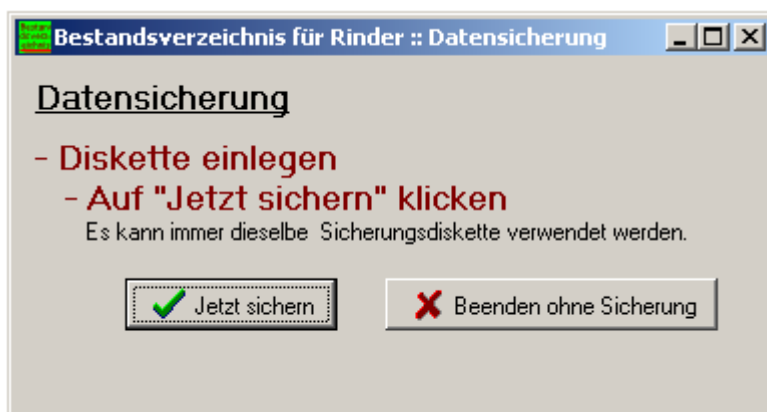 Bestandsverzeichnis für Rinder :: Datensicherung
Datensicherung
- Diskette einlegen
- Auf "Jetzt sichern" klicken
Es kann immer dieselbe Sicherungsdiskette verwendet werden.
Jetzt sichern
Beenden ohne Sicherung